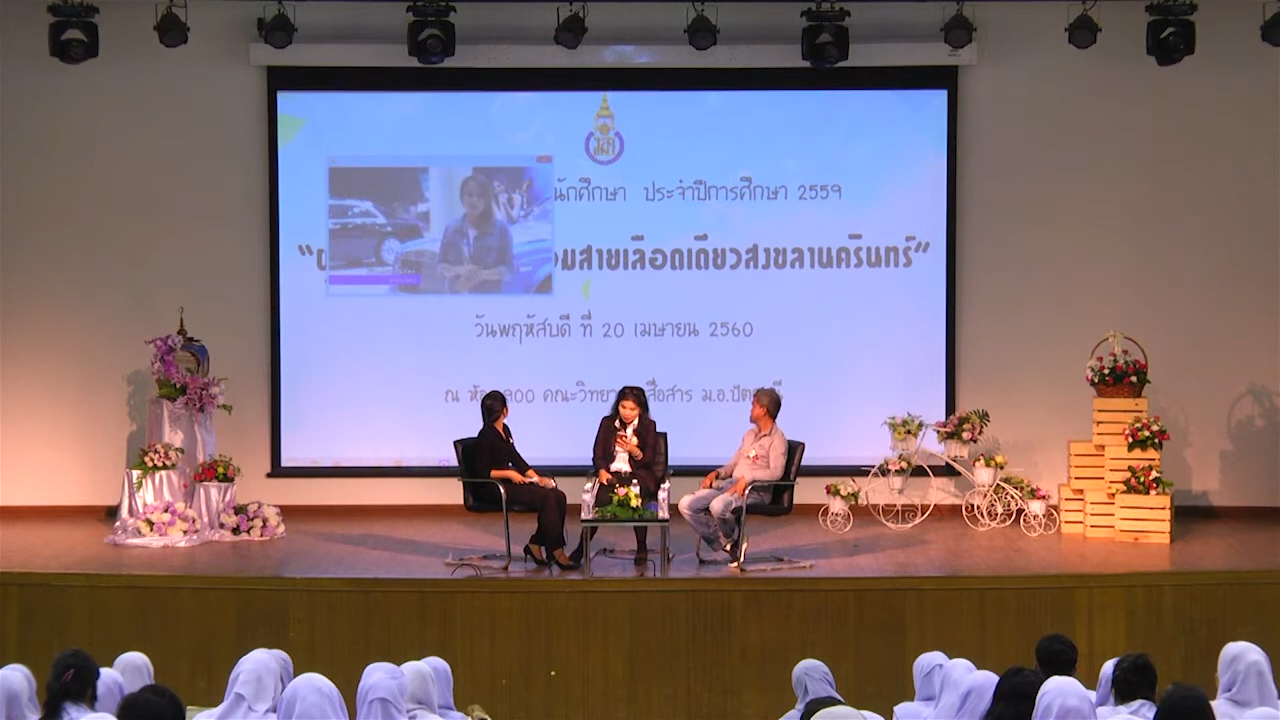 นักศึกษา ประจำปีการศึกษา 2559
สายเลือดเดียวสงขลานครินทร์”
วันพฤหัสบดี ที่ 20 เมษายน 2560
ณ คณะวิทยา สื่อสาร ม.อ.ปัตตานี